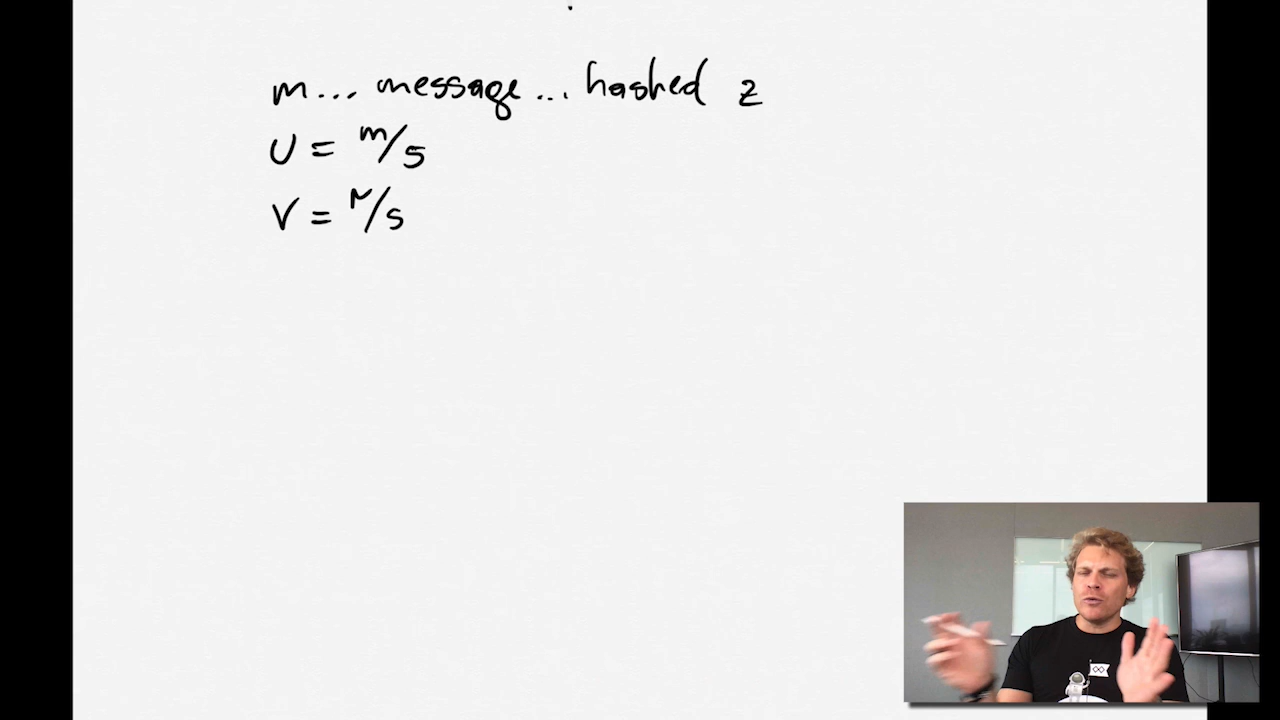 m... message... hashed z
U = m/s
V = r/s